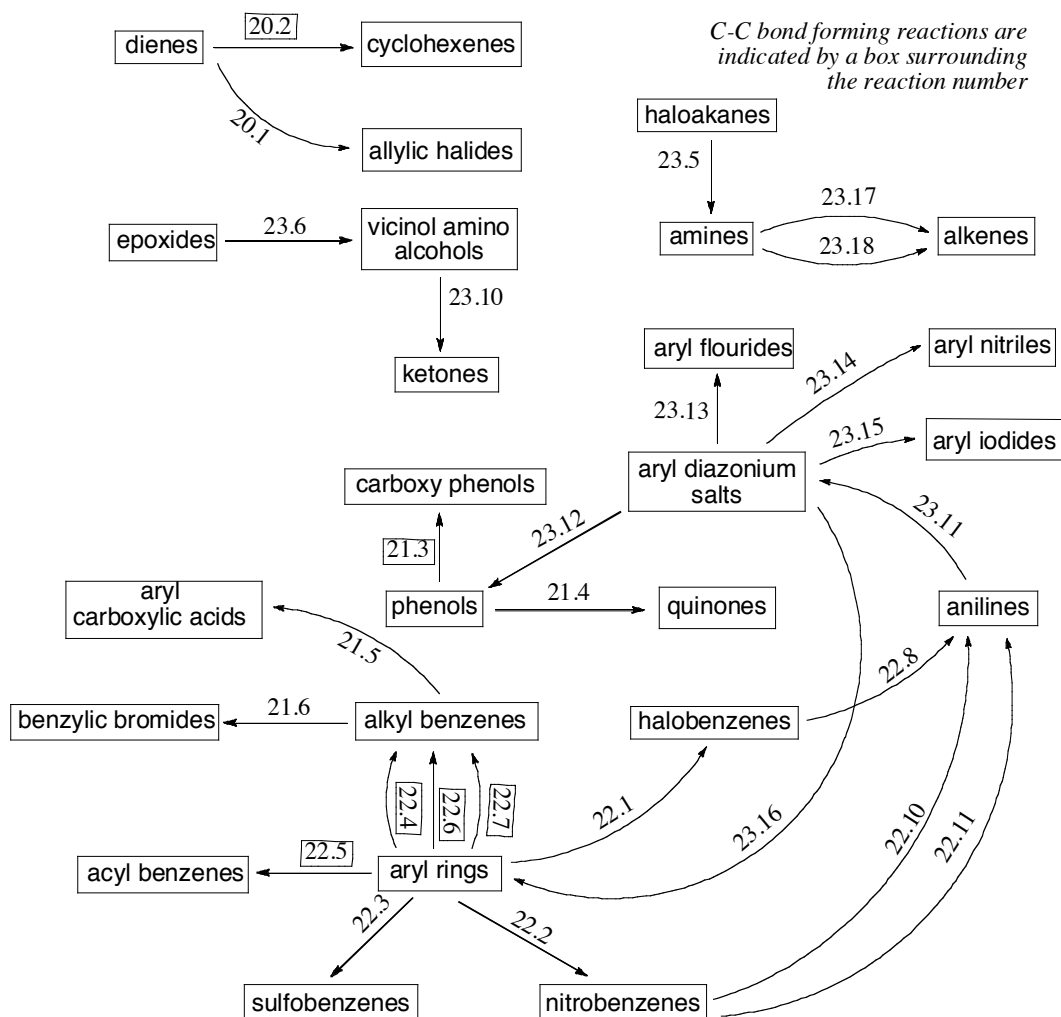 C-C bond forming reactions are
indicated by a box surrounding
the reaction number
20.2
dienes
cyclohexenes
20.1
allylic halides
haloakanes
23.5
23.17
amines
alkenes
23.18
epoxides
23.6
vicinol amino
alcohols
23.10
ketones
aryl flourides
aryl nitriles
23.14
23.13
23.15
aryl iodides
aryl diazonium
salts
carboxy phenols
23.12
23.11
21.3
phenols
21.4
quinones
anilines
aryl
carboxylic acids
21.5
22.8
benzylic bromides
21.6
alkyl benzenes
halobenzenes
22.4
22.6
22.7
22.1
23.16
22.10
22.11
acyl benzenes
22.5
aryl rings
22.3
22.2
sulfobenzenes
nitrobenzenes